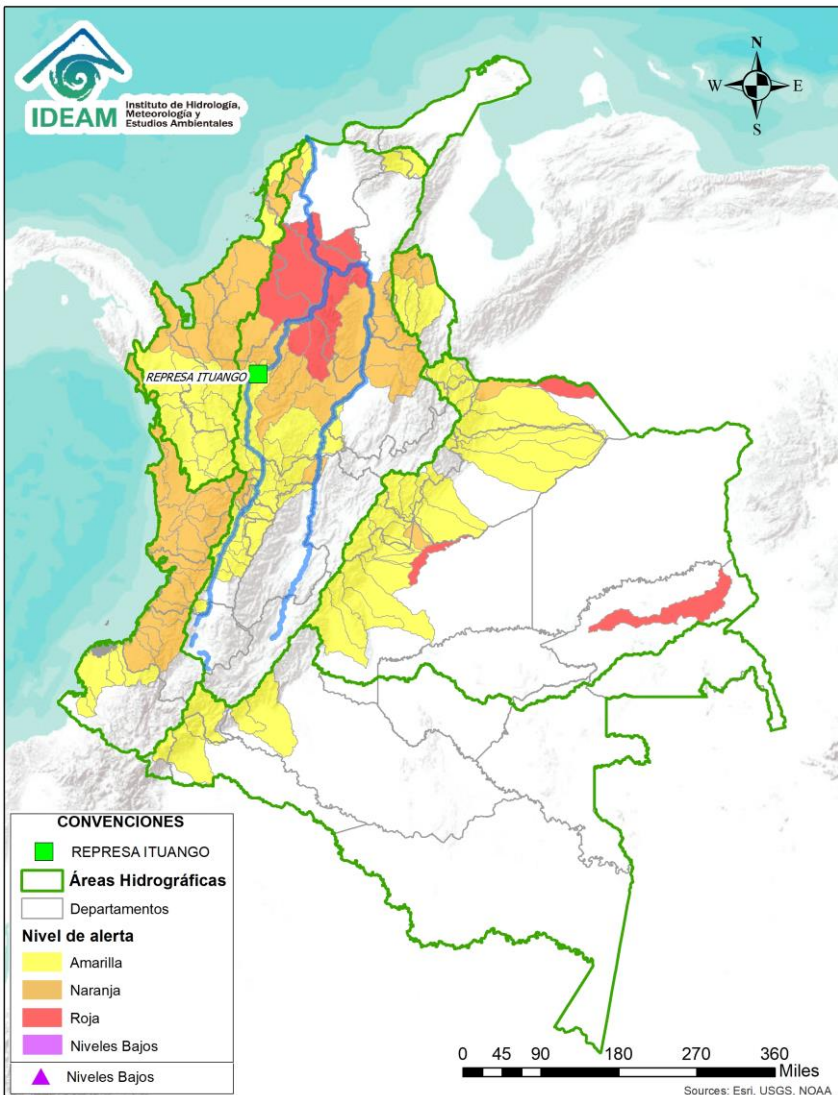 IDEAM
Instituto de Hidrología,
Meteorología y
Estudios Ambientales
N
W
E
S
REPRESA ITUANGO
CONVENCIONES
REPRESA ITUANGO
Áreas Hidrográficas
Departamentos
Nivel de alerta
Amarilla
Naranja
Roja
Niveles Bajos
Niveles Bajos
0 45 90 180 270 360
Miles
Sources: Esri, USGS, NOAA